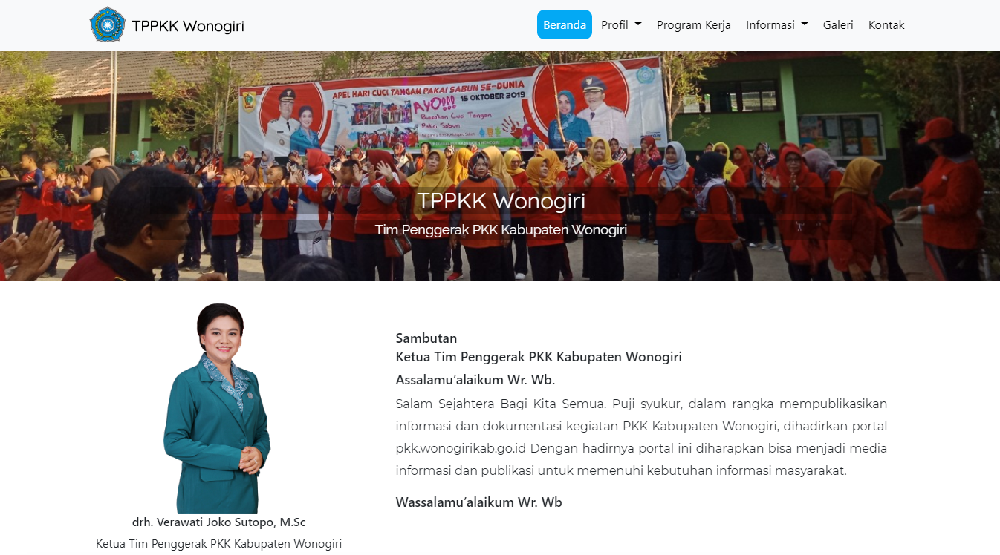 TPPKK Wonogiri
Beranda
Profil
Program Kerja
Informasi
Galeri
Kontak
APEL HARI CUCI TANGAN PAKAI SABUN SE-DUNIA
15 OKTOBER 2019
AYO!!!
Biasakan Cuci Tangan
Pakai Sabun
TPPKK Wonogiri
Tim Penggerak PKK Kabupaten Wonogiri
Sambutan
Ketua Tim Penggerak PKK Kabupaten Wonogiri
Assalamu’alaikum Wr. Wb.
Salam Sejahtera Bagi Kita Semua. Puji syukur, dalam rangka mempublikasikan
informasi dan dokumentasi kegiatan PKK Kabupaten Wonogiri, dihadirkan portal
pkk.wonogirikab.go.id Dengan hadirnya portal ini diharapkan bisa menjadi media
informasi dan publikasi untuk memenuhi kebutuhan informasi masyarakat.
Wassalamu’alaikum Wr. Wb
drh. Verawati Joko Sutopo, M.Sc
Ketua Tim Penggerak PKK Kabupaten Wonogiri